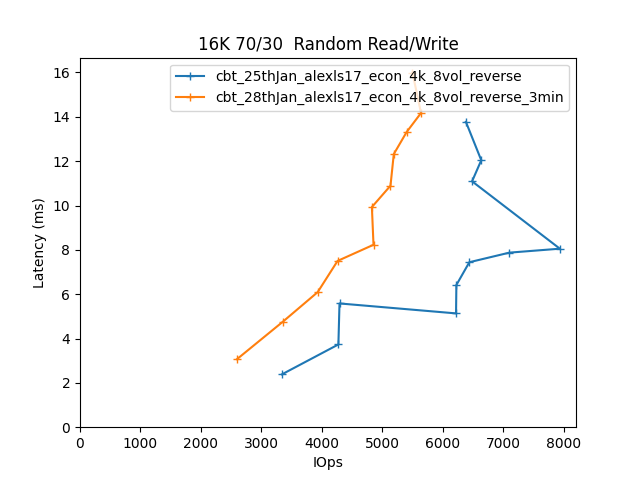 16K 70/30  Random Read/Write
cbt_25thJan_alexls17_econ_4k_8vol_reverse
cbt_28thJan_alexls17_econ_4k_8vol_reverse_3min
16
14
12
10
8
6
4
2
0
Latency (ms)
0 1000 2000 3000 4000 5000 6000 7000 8000
IOps